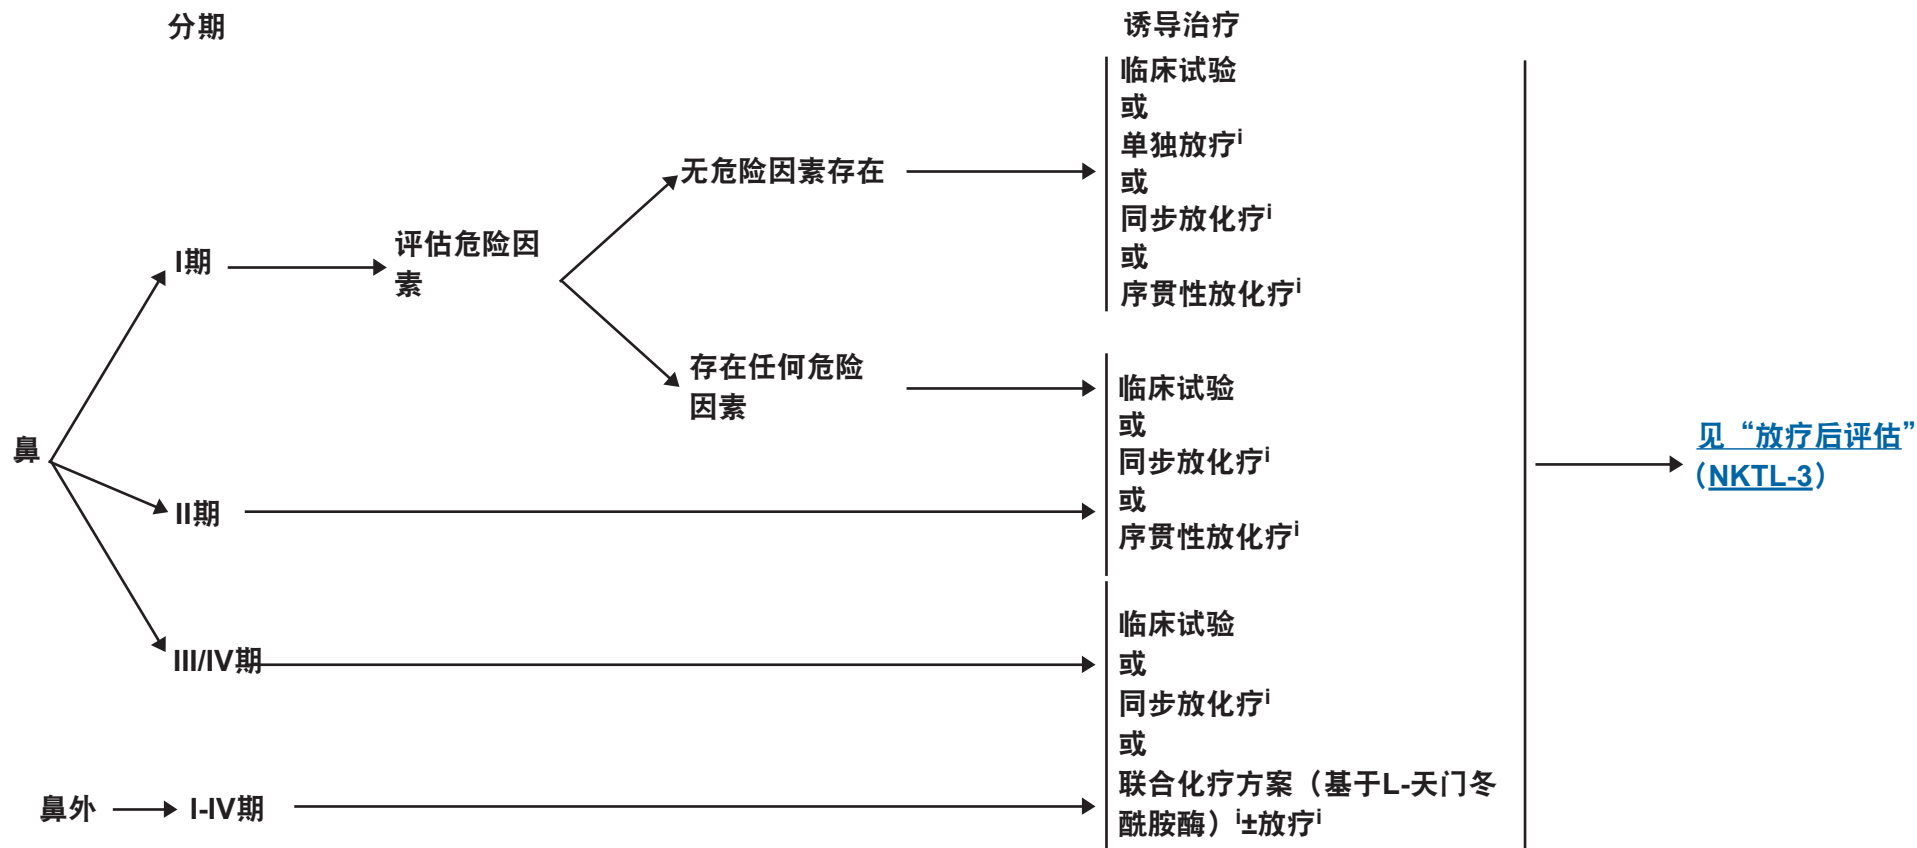 分期
诱导治疗
临床试验
或
单独放疗i
或
同步放化疗i
或
序贯性放化疗i
无危险因素存在
I期
评估危险因
素
存在任何危险
因素
临床试验
或
同步放化疗i
或
序贯性放化疗i
鼻
II期
见“放疗后评估”
（NKTL-3）
III/IV期
临床试验
或
同步放化疗i
或
联合化疗方案（基于L-天门冬
酰胺酶）i±放疗i
鼻外
I-IV期